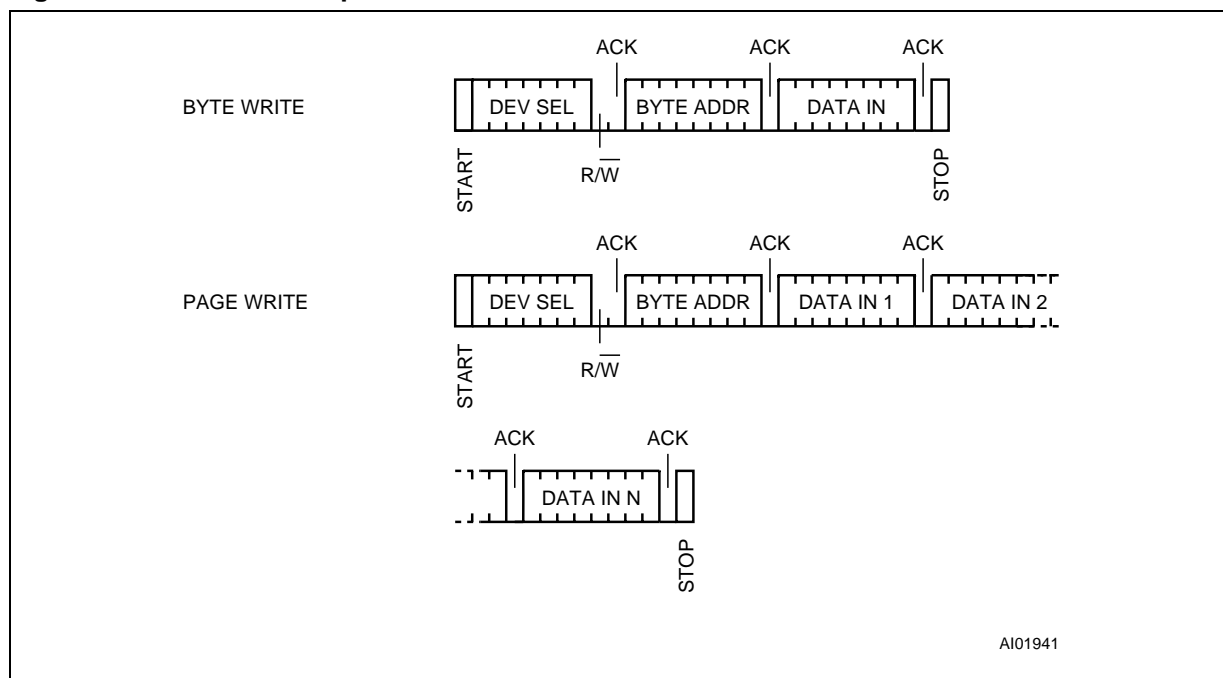 ACK ACK ACK
BYTE WRITE DEV SEL BYTE ADDR DATA IN
START R/W̅ STOP
ACK ACK ACK
PAGE WRITE DEV SEL BYTE ADDR DATA IN 1 DATA IN 2
START R/W̅
ACK ACK
DATA IN N
STOP
AI01941